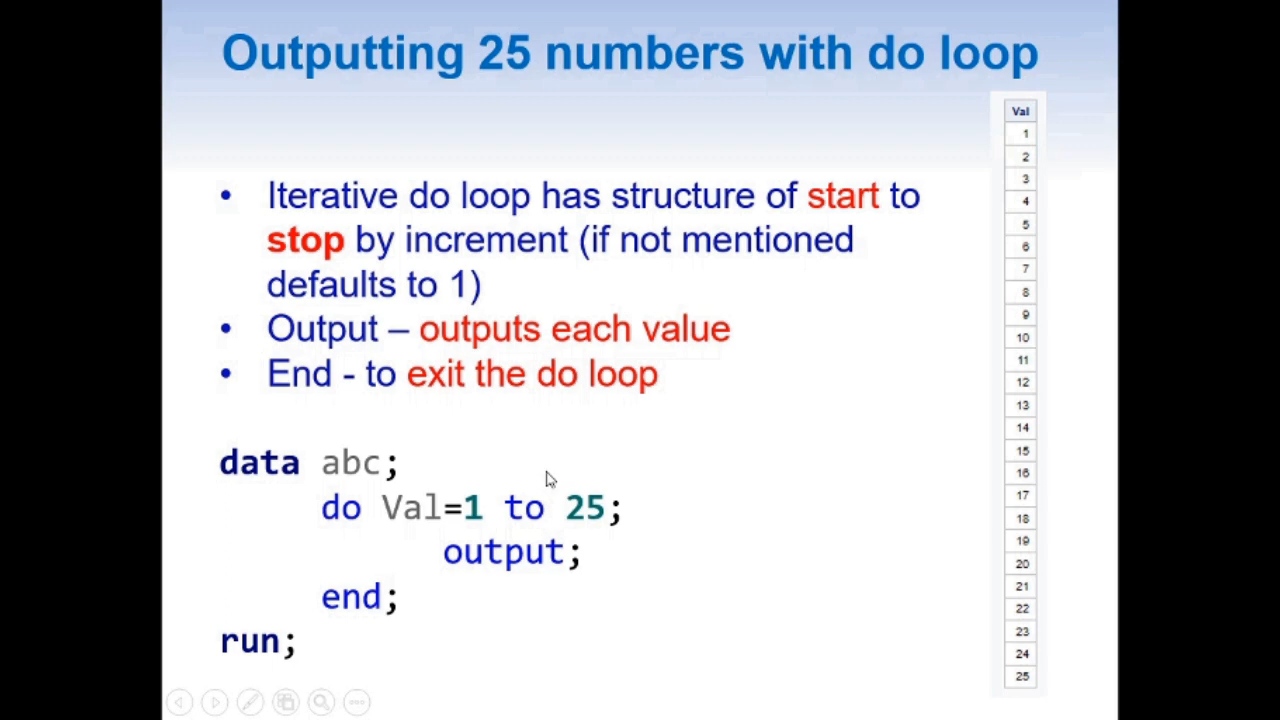 Outputting 25 numbers with do loop
• Iterative do loop has structure of start to
stop by increment (if not mentioned
defaults to 1)
• Output – outputs each value
• End - to exit the do loop
data abc;
do Val=1 to 25;
output;
end;
run;
Val
1
2
3
4
5
6
7
8
9
10
11
12
13
14
15
16
17
18
19
20
21
22
23
24
25